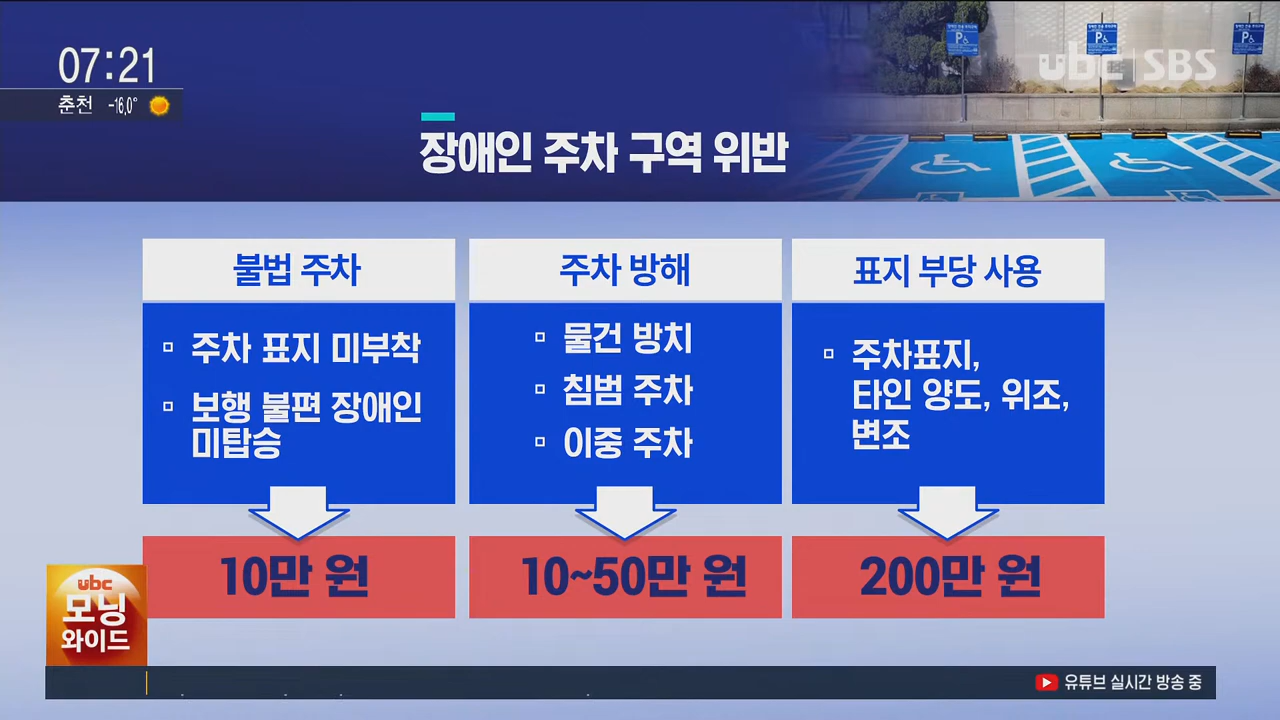 07:21
춘천 -16.0°
ubc SBS
장애인 주차 구역 위반
불법 주차
주차 표지 미부착
보행 불편 장애인
미탑승
10만 원
주차 방해
물건 방치
침범 주차
이중 주차
10~50만 원
표지 부당 사용
주차표지,
타인 양도, 위조,
변조
200만 원
ubc
모닝
와이드
유튜브 실시간 방송 중